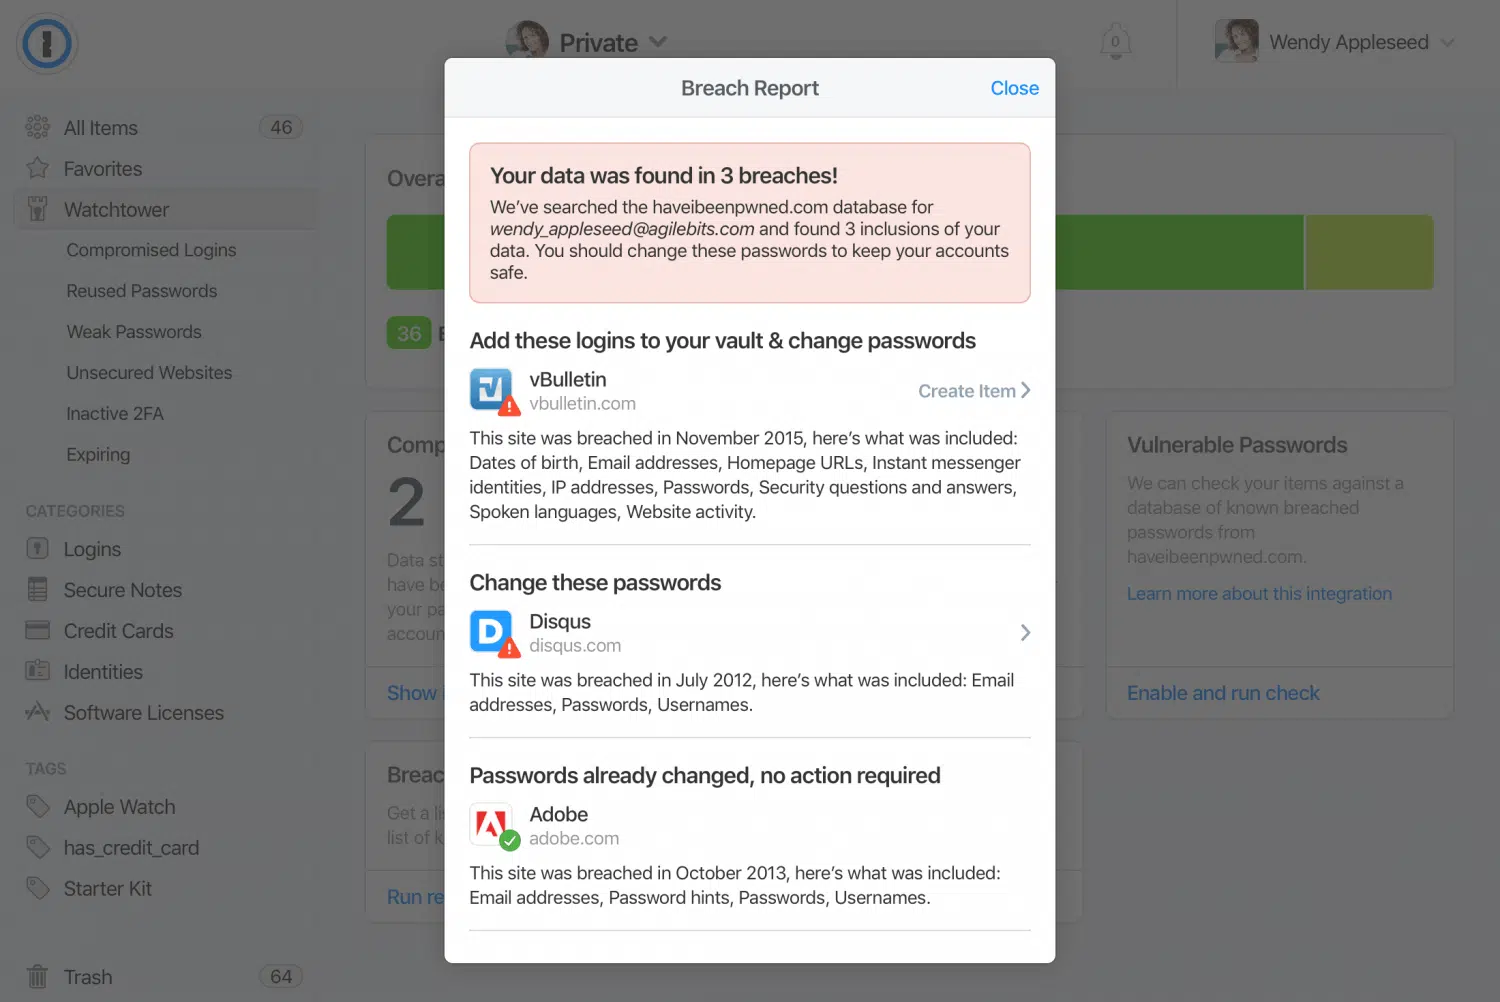 Private
0
Wendy Appleseed
All Items 46
Favorites
Watchtower
Compromised Logins
Reused Passwords
Weak Passwords
Unsecured Websites
Inactive 2FA
Expiring
CATEGORIES
Logins
Secure Notes
Credit Cards
Identities
Software Licenses
TAGS
Apple Watch
has_credit_card
Starter Kit
Trash 64
Overa
36
Comp
2
Data st
have be
your pa
accoun
Show
Breac
Get a li
list of k
Run re
Breach Report
Close
Your data was found in 3 breaches!
We’ve searched the haveibeenpwned.com database for
wendy_appleseed@agilebits.com and found 3 inclusions of your
data. You should change these passwords to keep your accounts
safe.
Add these logins to your vault & change passwords
vBulletin
vbulletin.com
Create Item
This site was breached in November 2015, here’s what was included:
Dates of birth, Email addresses, Homepage URLs, Instant messenger
identities, IP addresses, Passwords, Security questions and answers,
Spoken languages, Website activity.
Change these passwords
D
Disqus
disqus.com
This site was breached in July 2012, here’s what was included: Email
addresses, Passwords, Usernames.
Passwords already changed, no action required
Adobe
adobe.com
This site was breached in October 2013, here’s what was included:
Email addresses, Password hints, Passwords, Usernames.
Vulnerable Passwords
We can check your items against a
database of known breached
passwords from
haveibeenpwned.com.
Learn more about this integration
Enable and run check